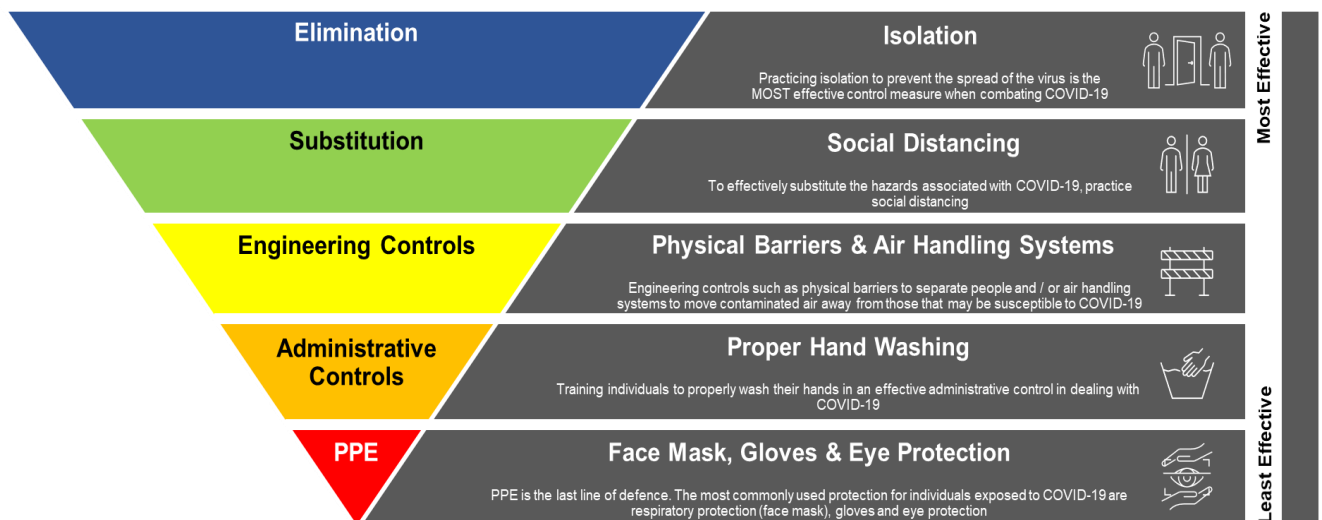 Elimination
Isolation
Practicing isolation to prevent the spread of the virus is the
MOST effective control measure when combating COVID-19
Substitution
Social Distancing
To effectively substitute the hazards associated with COVID-19, practice
social distancing
Engineering Controls
Physical Barriers & Air Handling Systems
Engineering controls such as physical barriers to separate people and / or air handling
systems to move contaminated air away from those that may be susceptible to COVID-19
Administrative
Controls
Proper Hand Washing
Training individuals to properly wash their hands in an effective administrative control in dealing with
COVID-19
PPE
Face Mask, Gloves & Eye Protection
PPE is the last line of defence. The most commonly used protection for individuals exposed to COVID-19 are
respiratory protection (face mask), gloves and eye protection
Most Effective
Least Effective